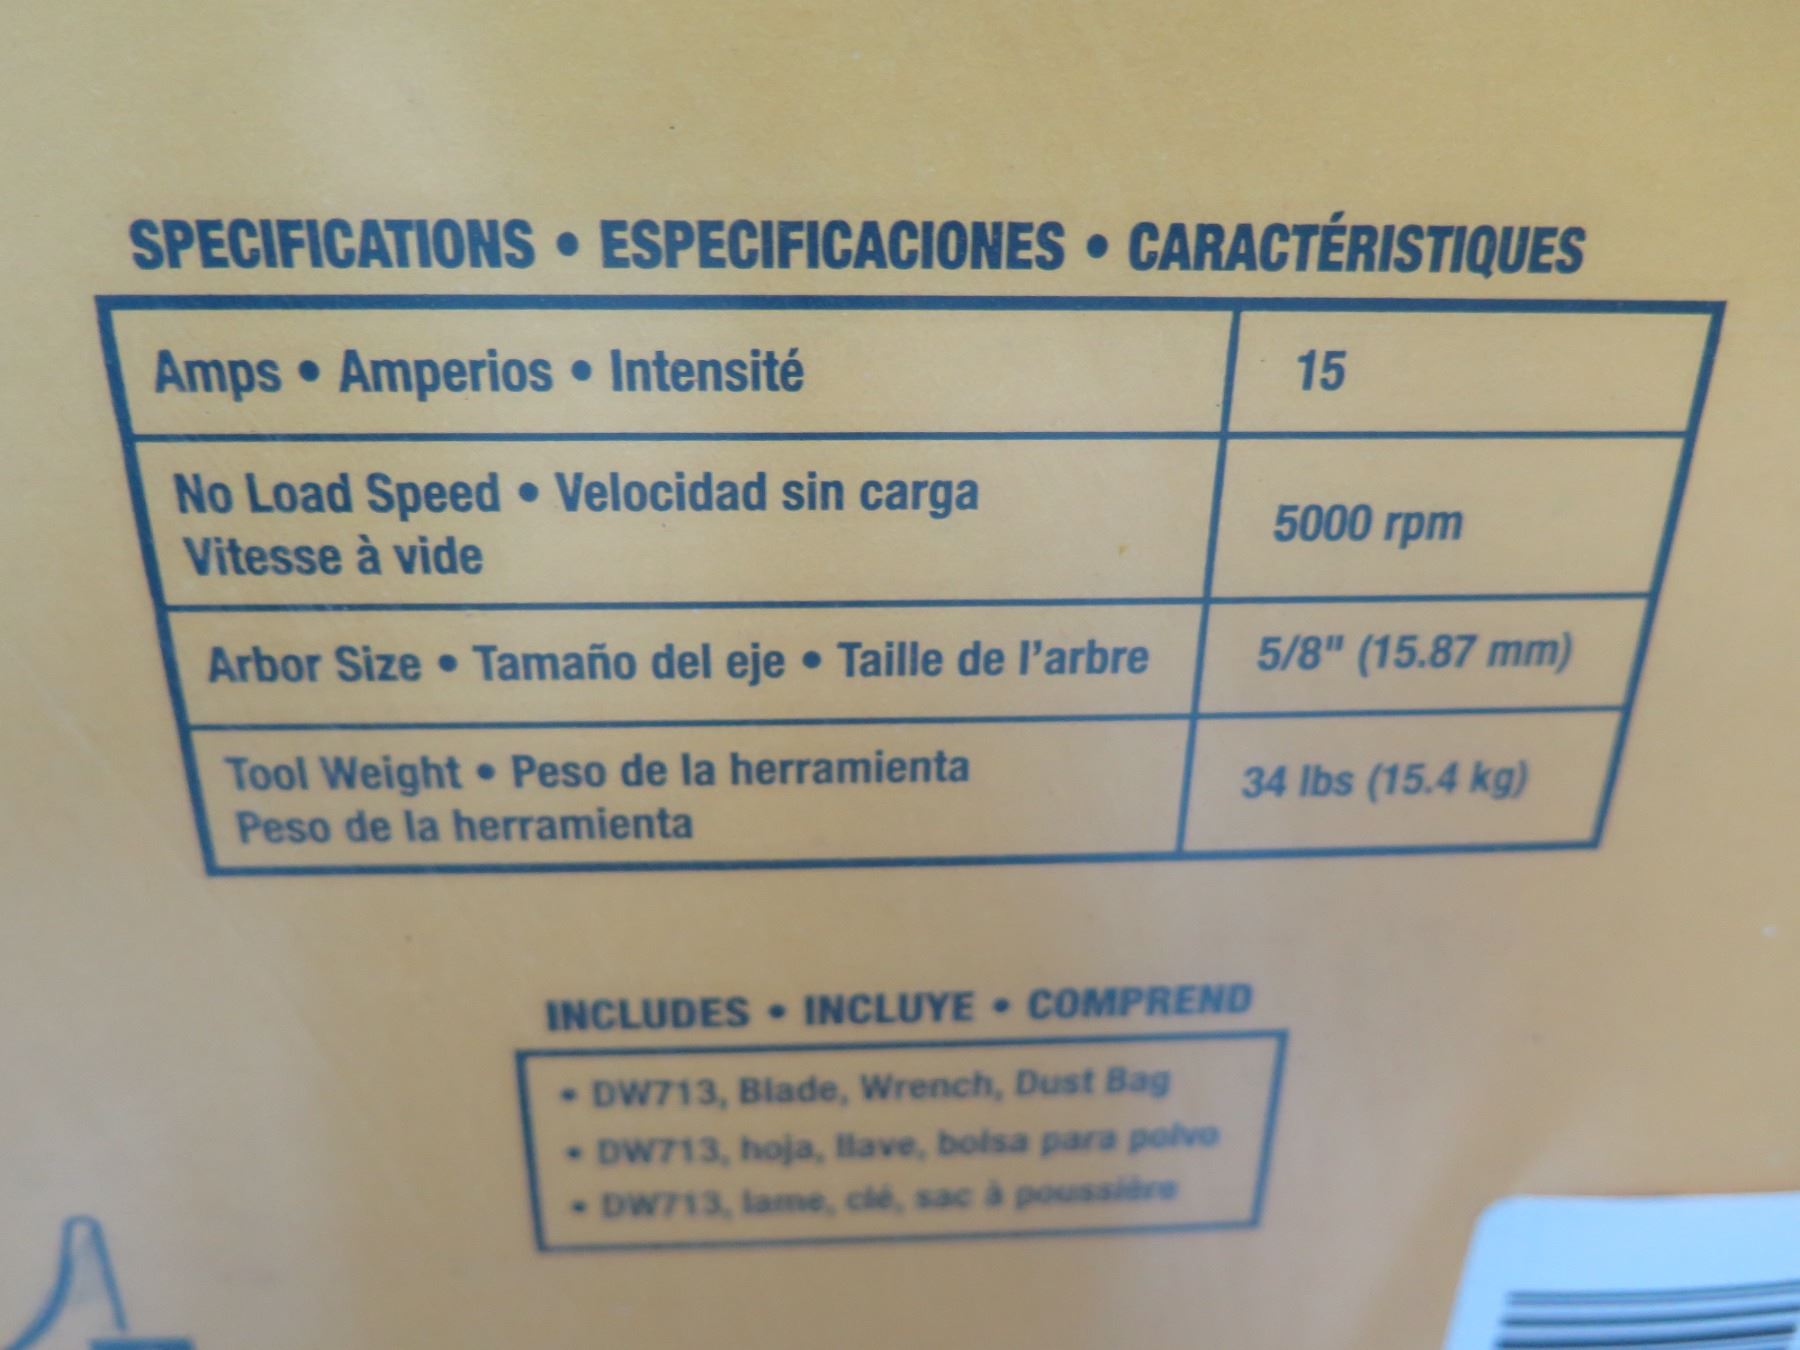 SPECIFICATIONS • ESPECIFICACIONES • CARACTÉRISTIQUES
Amps • Amperios • Intensité 15
No Load Speed • Velocidad sin carga
Vitesse à vide 5000 rpm
Arbor Size • Tamaño del eje • Taille de l'arbre 5/8" (15.87 mm)
Tool Weight • Peso de la herramienta
Peso de la herramienta 34 lbs (15.4 kg)
INCLUDES • INCLUYE • COMPREND
• DW713, Blade, Wrench, Dust Bag
• DW713, hoja, llave, bolsa para polvo
• DW713, lame, clé, sac à poussière